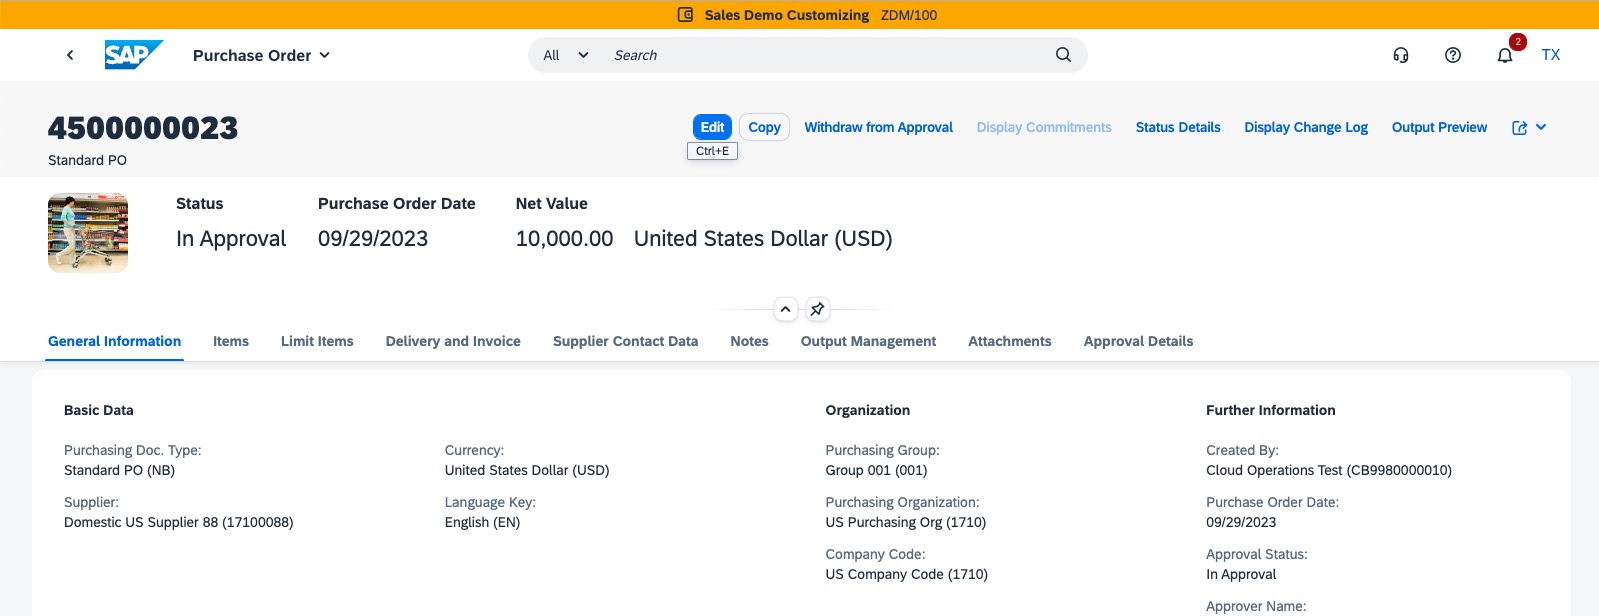 Sales Demo Customizing ZDM/100
SAP Purchase Order All Search 2 TX
4500000023
Standard PO
Edit Copy Withdraw from Approval Display Commitments Status Details Display Change Log Output Preview
Ctrl+E
Status Purchase Order Date Net Value
In Approval 09/29/2023 10,000.00 United States Dollar (USD)
General Information Items Limit Items Delivery and Invoice Supplier Contact Data Notes Output Management Attachments Approval Details
Basic Data Organization Further Information
Purchasing Doc. Type: Currency: Purchasing Group: Created By:
Standard PO (NB) United States Dollar (USD) Group 001 (001) Cloud Operations Test (CB9980000010)
Supplier: Language Key: Purchasing Organization: Purchase Order Date:
Domestic US Supplier 88 (17100088) English (EN) US Purchasing Org (1710) 09/29/2023
Company Code: Approval Status:
US Company Code (1710) In Approval
Approver Name: